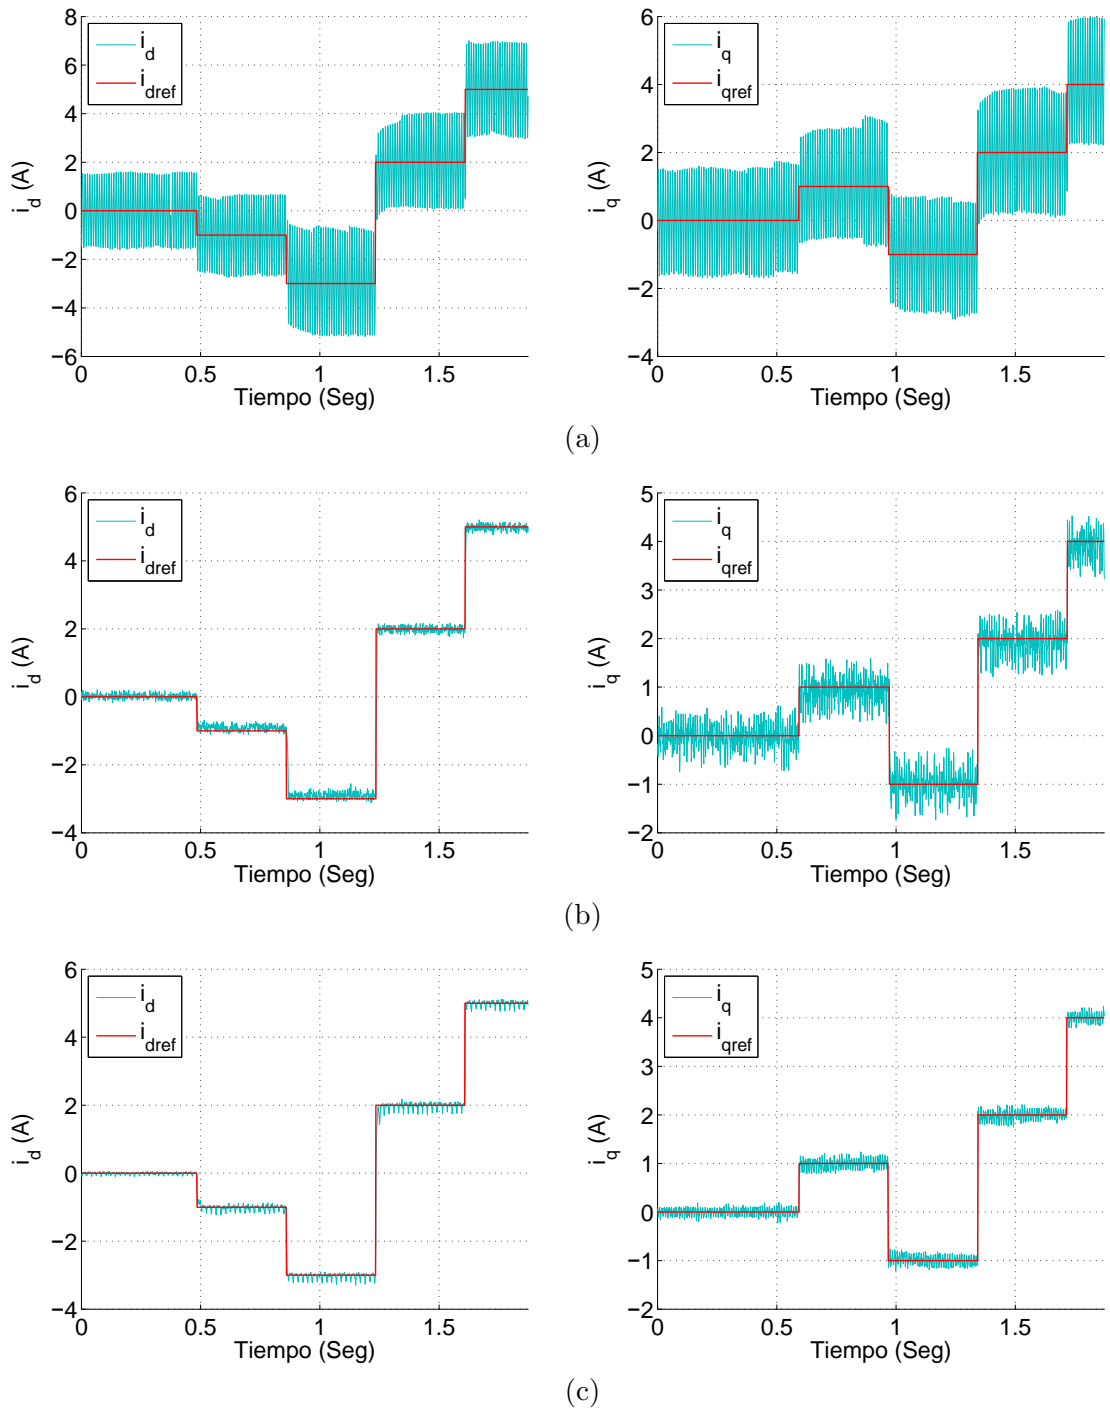 8
6
4
2
0
−2
−4
−6
i_d (A)
i_d
i_dref
0 0.5 1 1.5
Tiempo (Seg)
6
4
2
0
−2
−4
i_q (A)
i_q
i_qref
0 0.5 1 1.5
Tiempo (Seg)
(a)
6
4
2
0
−2
−4
i_d (A)
i_d
i_dref
0 0.5 1 1.5
Tiempo (Seg)
5
4
3
2
1
0
−1
−2
i_q (A)
i_q
i_qref
0 0.5 1 1.5
Tiempo (Seg)
(b)
6
4
2
0
−2
−4
i_d (A)
i_d
i_dref
0 0.5 1 1.5
Tiempo (Seg)
5
4
3
2
1
0
−1
−2
i_q (A)
i_q
i_qref
0 0.5 1 1.5
Tiempo (Seg)
(c)